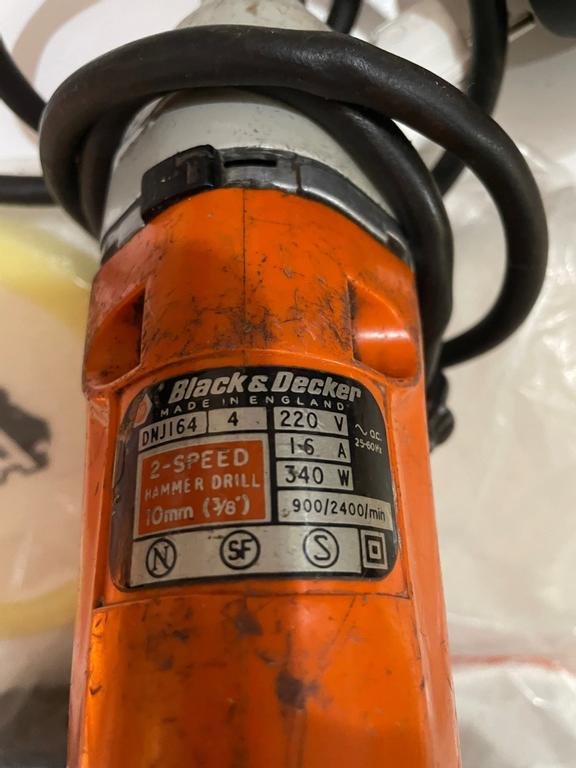 Black & Decker
MADE IN ENGLAND
DNJ164 4 220 V ~ a.c.
1·6 A 25-60Hz
2-SPEED
HAMMER DRILL
10mm (3/8")
340 W
900/2400/min
N SF S